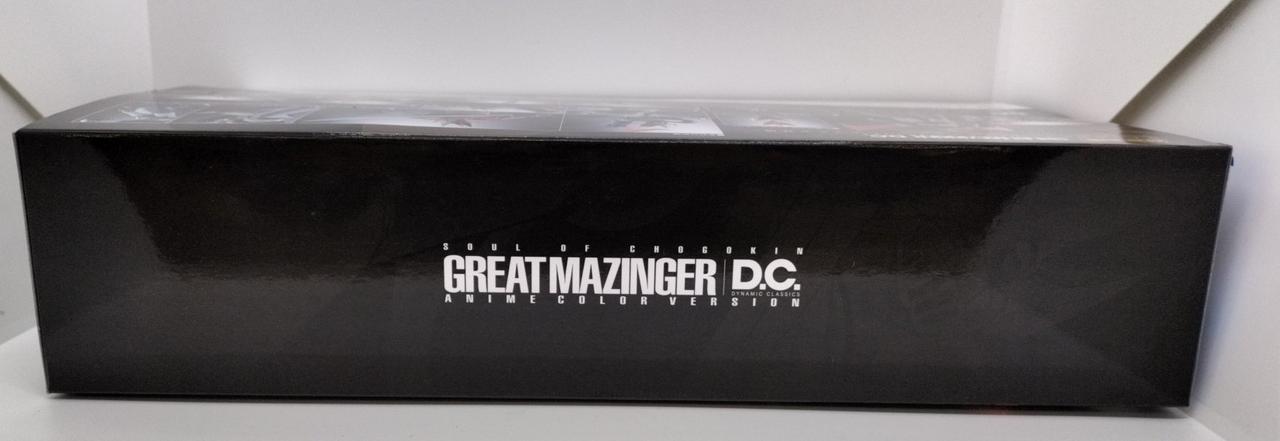 SOUL OF CHOGOKIN
GREAT MAZINGER D.C.
DYNAMIC CLASSICS
ANIME COLOR VERSION